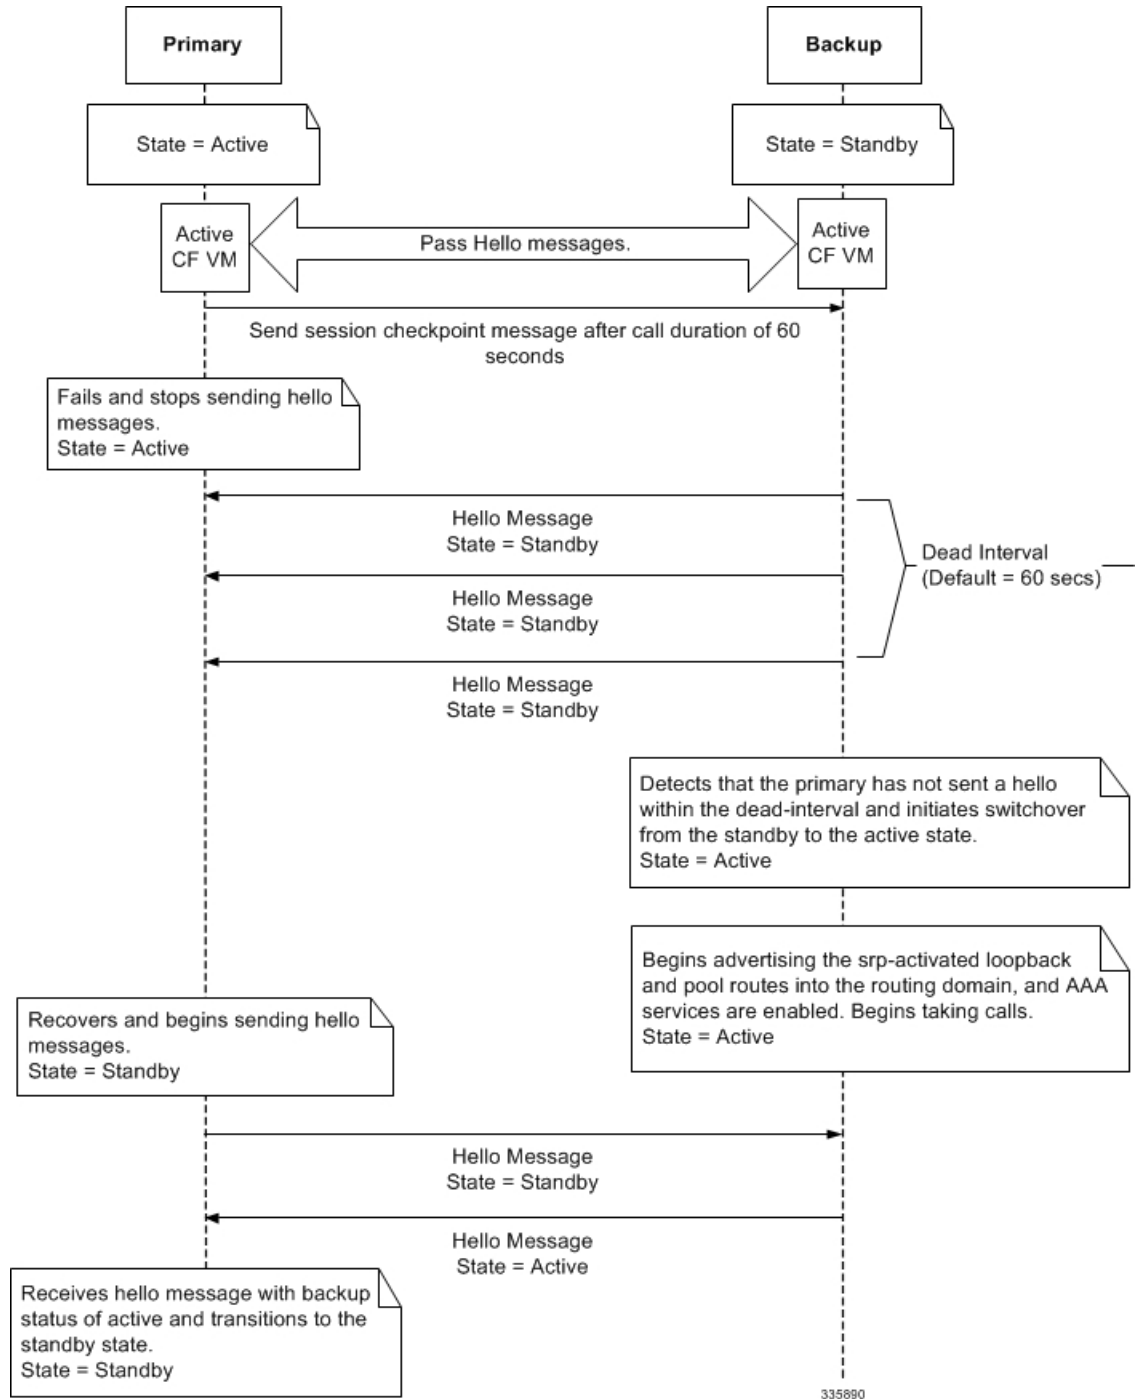 Primary
Backup
State = Active
State = Standby
Active
CF VM
Pass Hello messages.
Active
CF VM
Send session checkpoint message after call duration of 60
seconds
Fails and stops sending hello
messages.
State = Active
Hello Message
State = Standby
Dead Interval
(Default = 60 secs)
Hello Message
State = Standby
Hello Message
State = Standby
Detects that the primary has not sent a hello
within the dead-interval and initiates switchover
from the standby to the active state.
State = Active
Begins advertising the srp-activated loopback
and pool routes into the routing domain, and AAA
services are enabled. Begins taking calls.
State = Active
Recovers and begins sending hello
messages.
State = Standby
Hello Message
State = Standby
Hello Message
State = Active
Receives hello message with backup
status of active and transitions to the
standby state.
State = Standby
335890